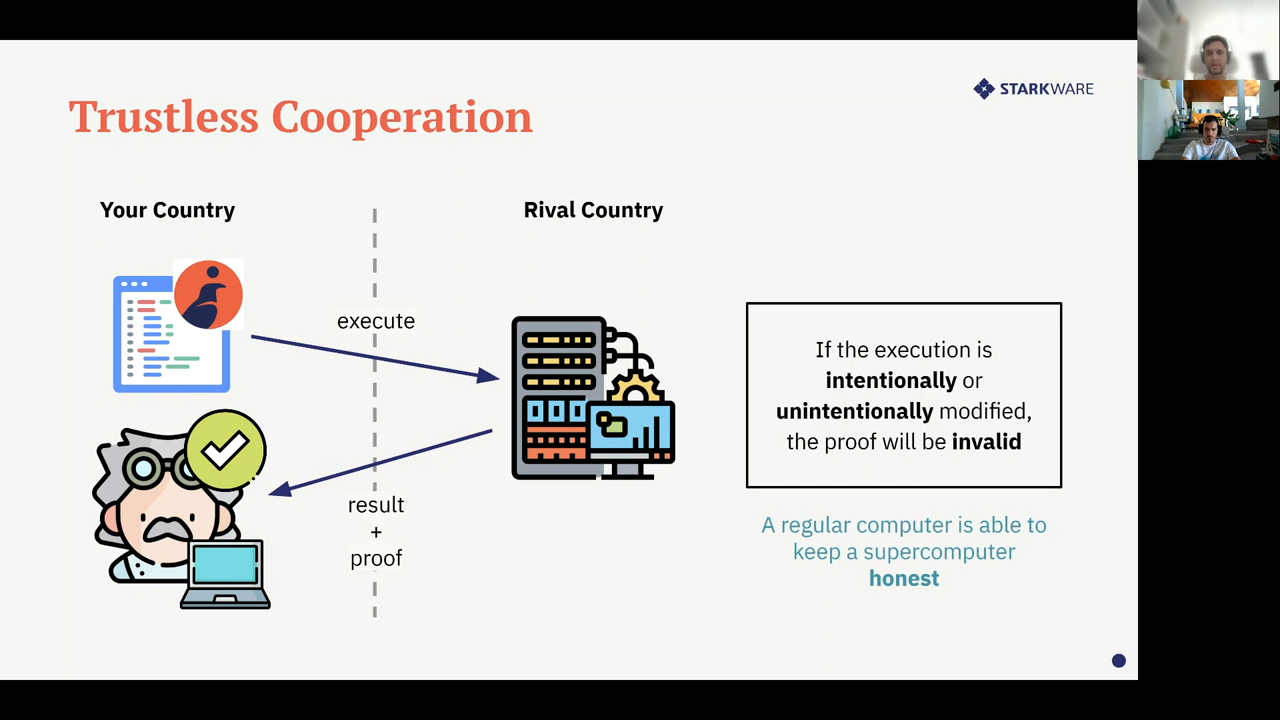 Trustless Cooperation
STARKWARE
Your Country
Rival Country
execute
result
+
proof
If the execution is
intentionally or
unintentionally modified,
the proof will be invalid
A regular computer is able to
keep a supercomputer
honest